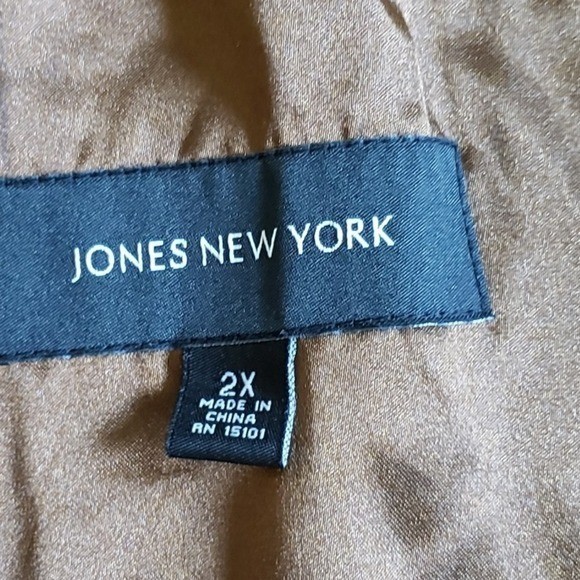 JONES NEW YORK
2X
MADE IN
CHINA
RN 15101